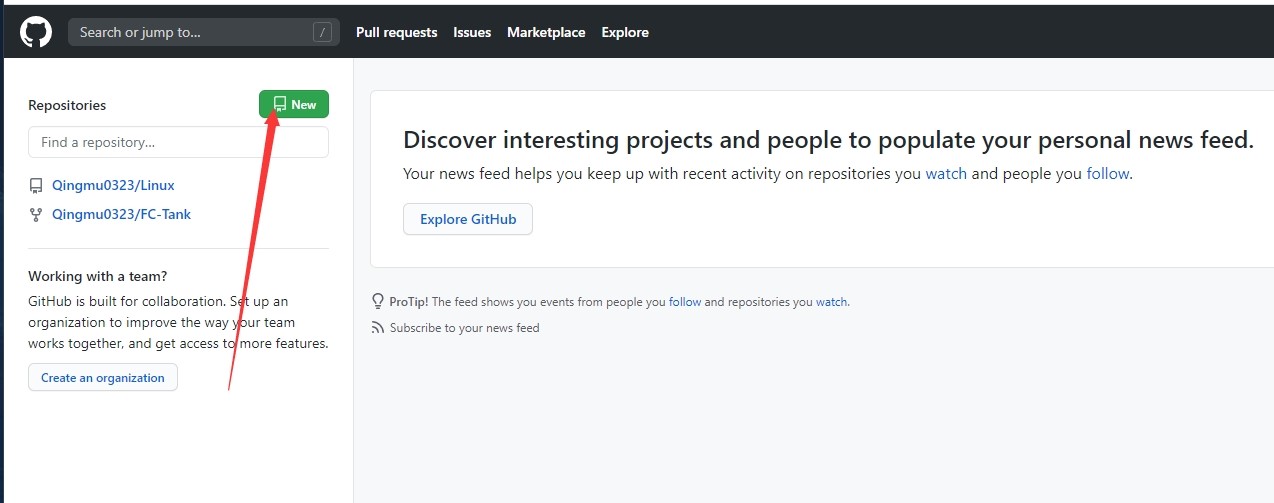 Search or jump to... /
Pull requests Issues Marketplace Explore
Repositories
New
Find a repository...
Qingmu0323/Linux
Qingmu0323/FC-Tank
Working with a team?
GitHub is built for collaboration. Set up an
organization to improve the way your team
works together, and get access to more features.
Create an organization
Discover interesting projects and people to populate your personal news feed.
Your news feed helps you keep up with recent activity on repositories you watch and people you follow.
Explore GitHub
ProTip! The feed shows you events from people you follow and repositories you watch.
Subscribe to your news feed